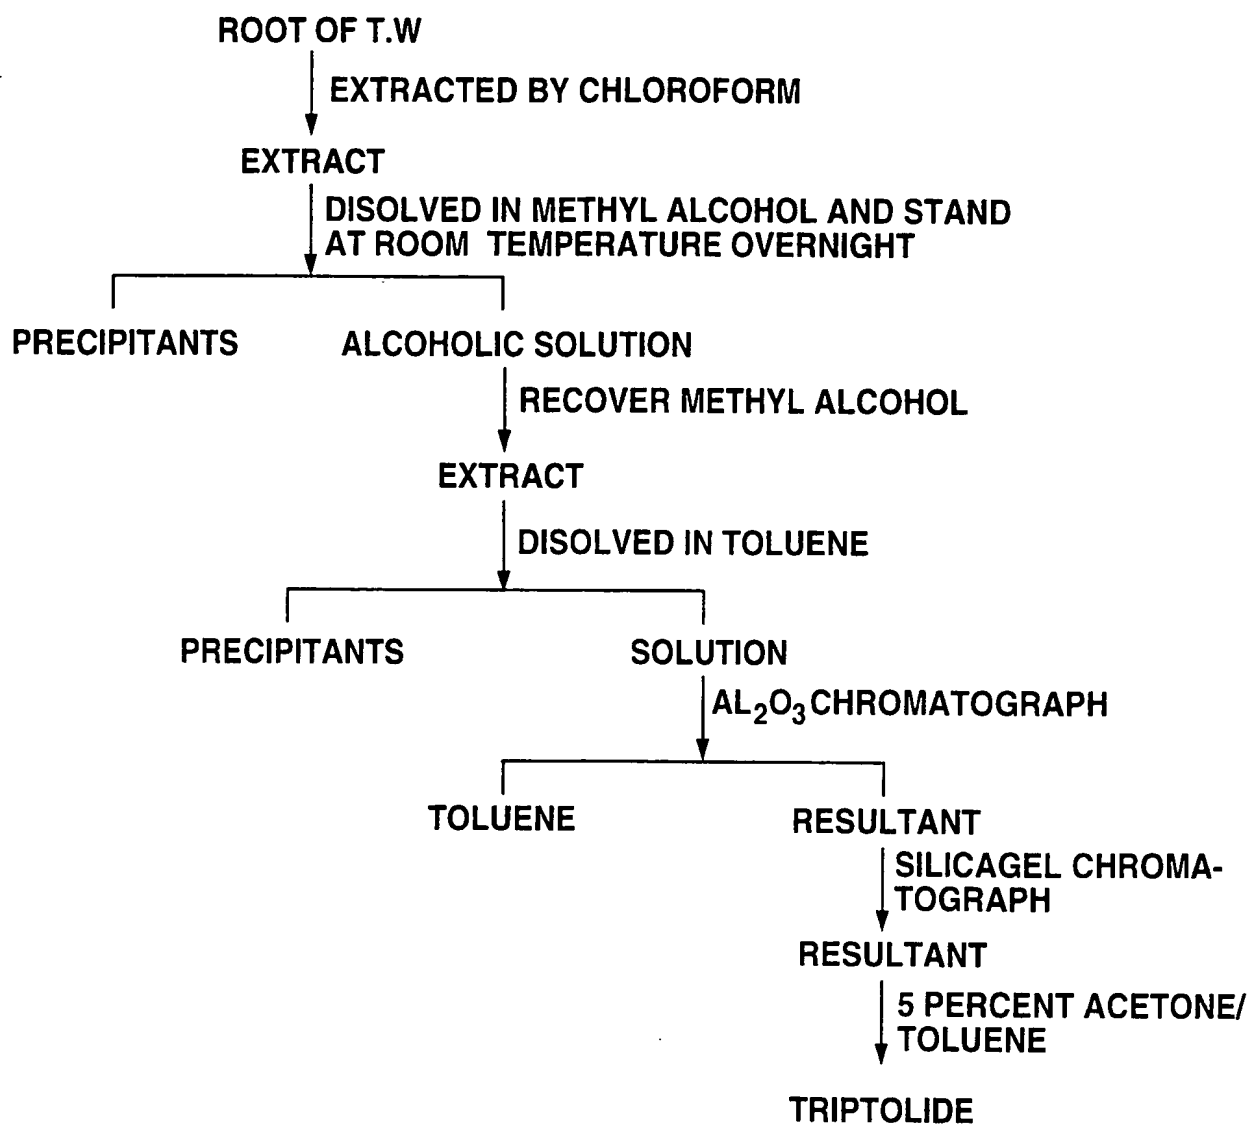 ROOT OF T.W
EXTRACTED BY CHLOROFORM
EXTRACT
DISOLVED IN METHYL ALCOHOL AND STAND
AT ROOM TEMPERATURE OVERNIGHT
PRECIPITANTS
ALCOHOLIC SOLUTION
RECOVER METHYL ALCOHOL
EXTRACT
DISOLVED IN TOLUENE
PRECIPITANTS
SOLUTION
AL₂O₃ CHROMATOGRAPH
TOLUENE
RESULTANT
SILICAGEL CHROMA-
TOGRAPH
RESULTANT
5 PERCENT ACETONE/
TOLUENE
TRIPTOLIDE